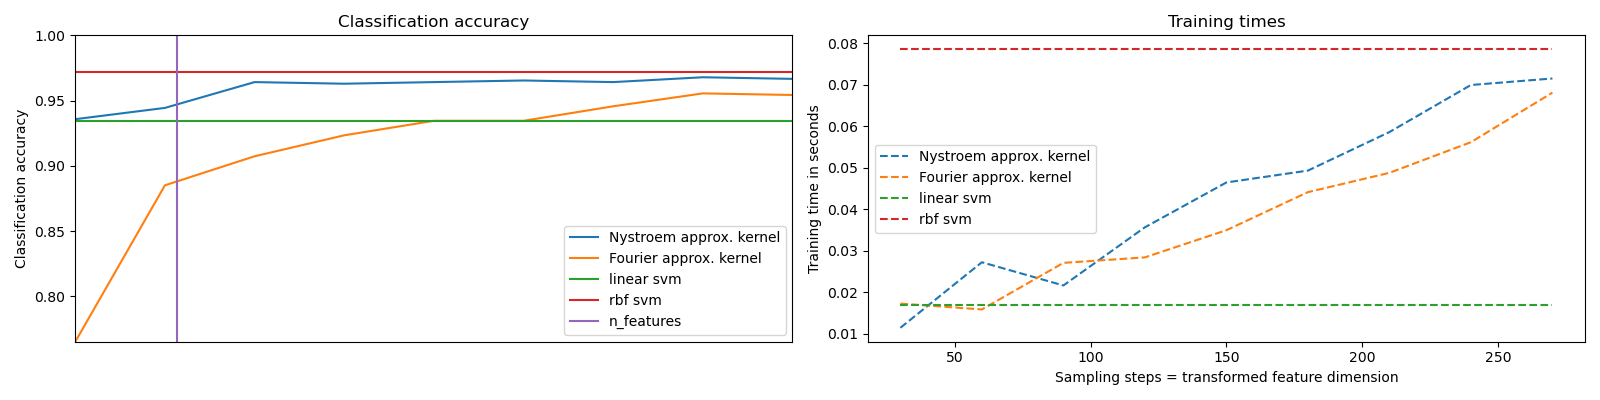 Classification accuracy
Classification accuracy
1.00
0.95
0.90
0.85
0.80
Nystroem approx. kernel
Fourier approx. kernel
linear svm
rbf svm
n_features
Training times
Training time in seconds
0.08
0.07
0.06
0.05
0.04
0.03
0.02
0.01
Nystroem approx. kernel
Fourier approx. kernel
linear svm
rbf svm
50 100 150 200 250
Sampling steps = transformed feature dimension